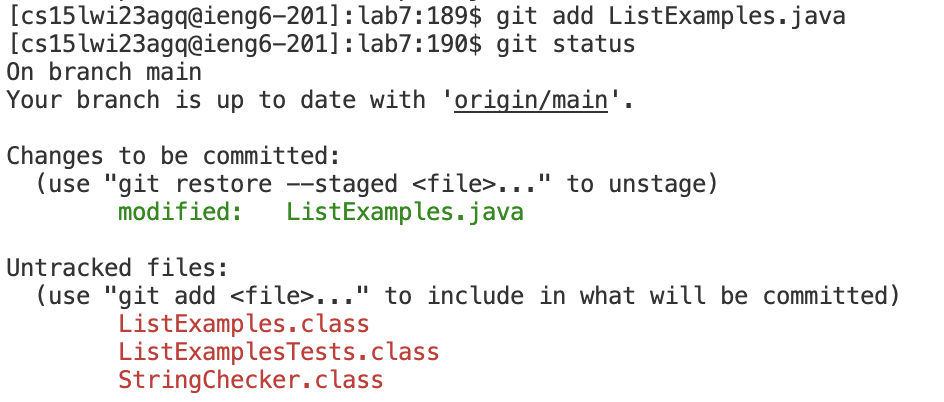 [cs15lwi23agq@ieng6-201]:lab7:189$ git add ListExamples.java
[cs15lwi23agq@ieng6-201]:lab7:190$ git status
On branch main
Your branch is up to date with 'origin/main'.

Changes to be committed:
  (use "git restore --staged <file>..." to unstage)
        modified:   ListExamples.java

Untracked files:
  (use "git add <file>..." to include in what will be committed)
        ListExamples.class
        ListExamplesTests.class
        StringChecker.class